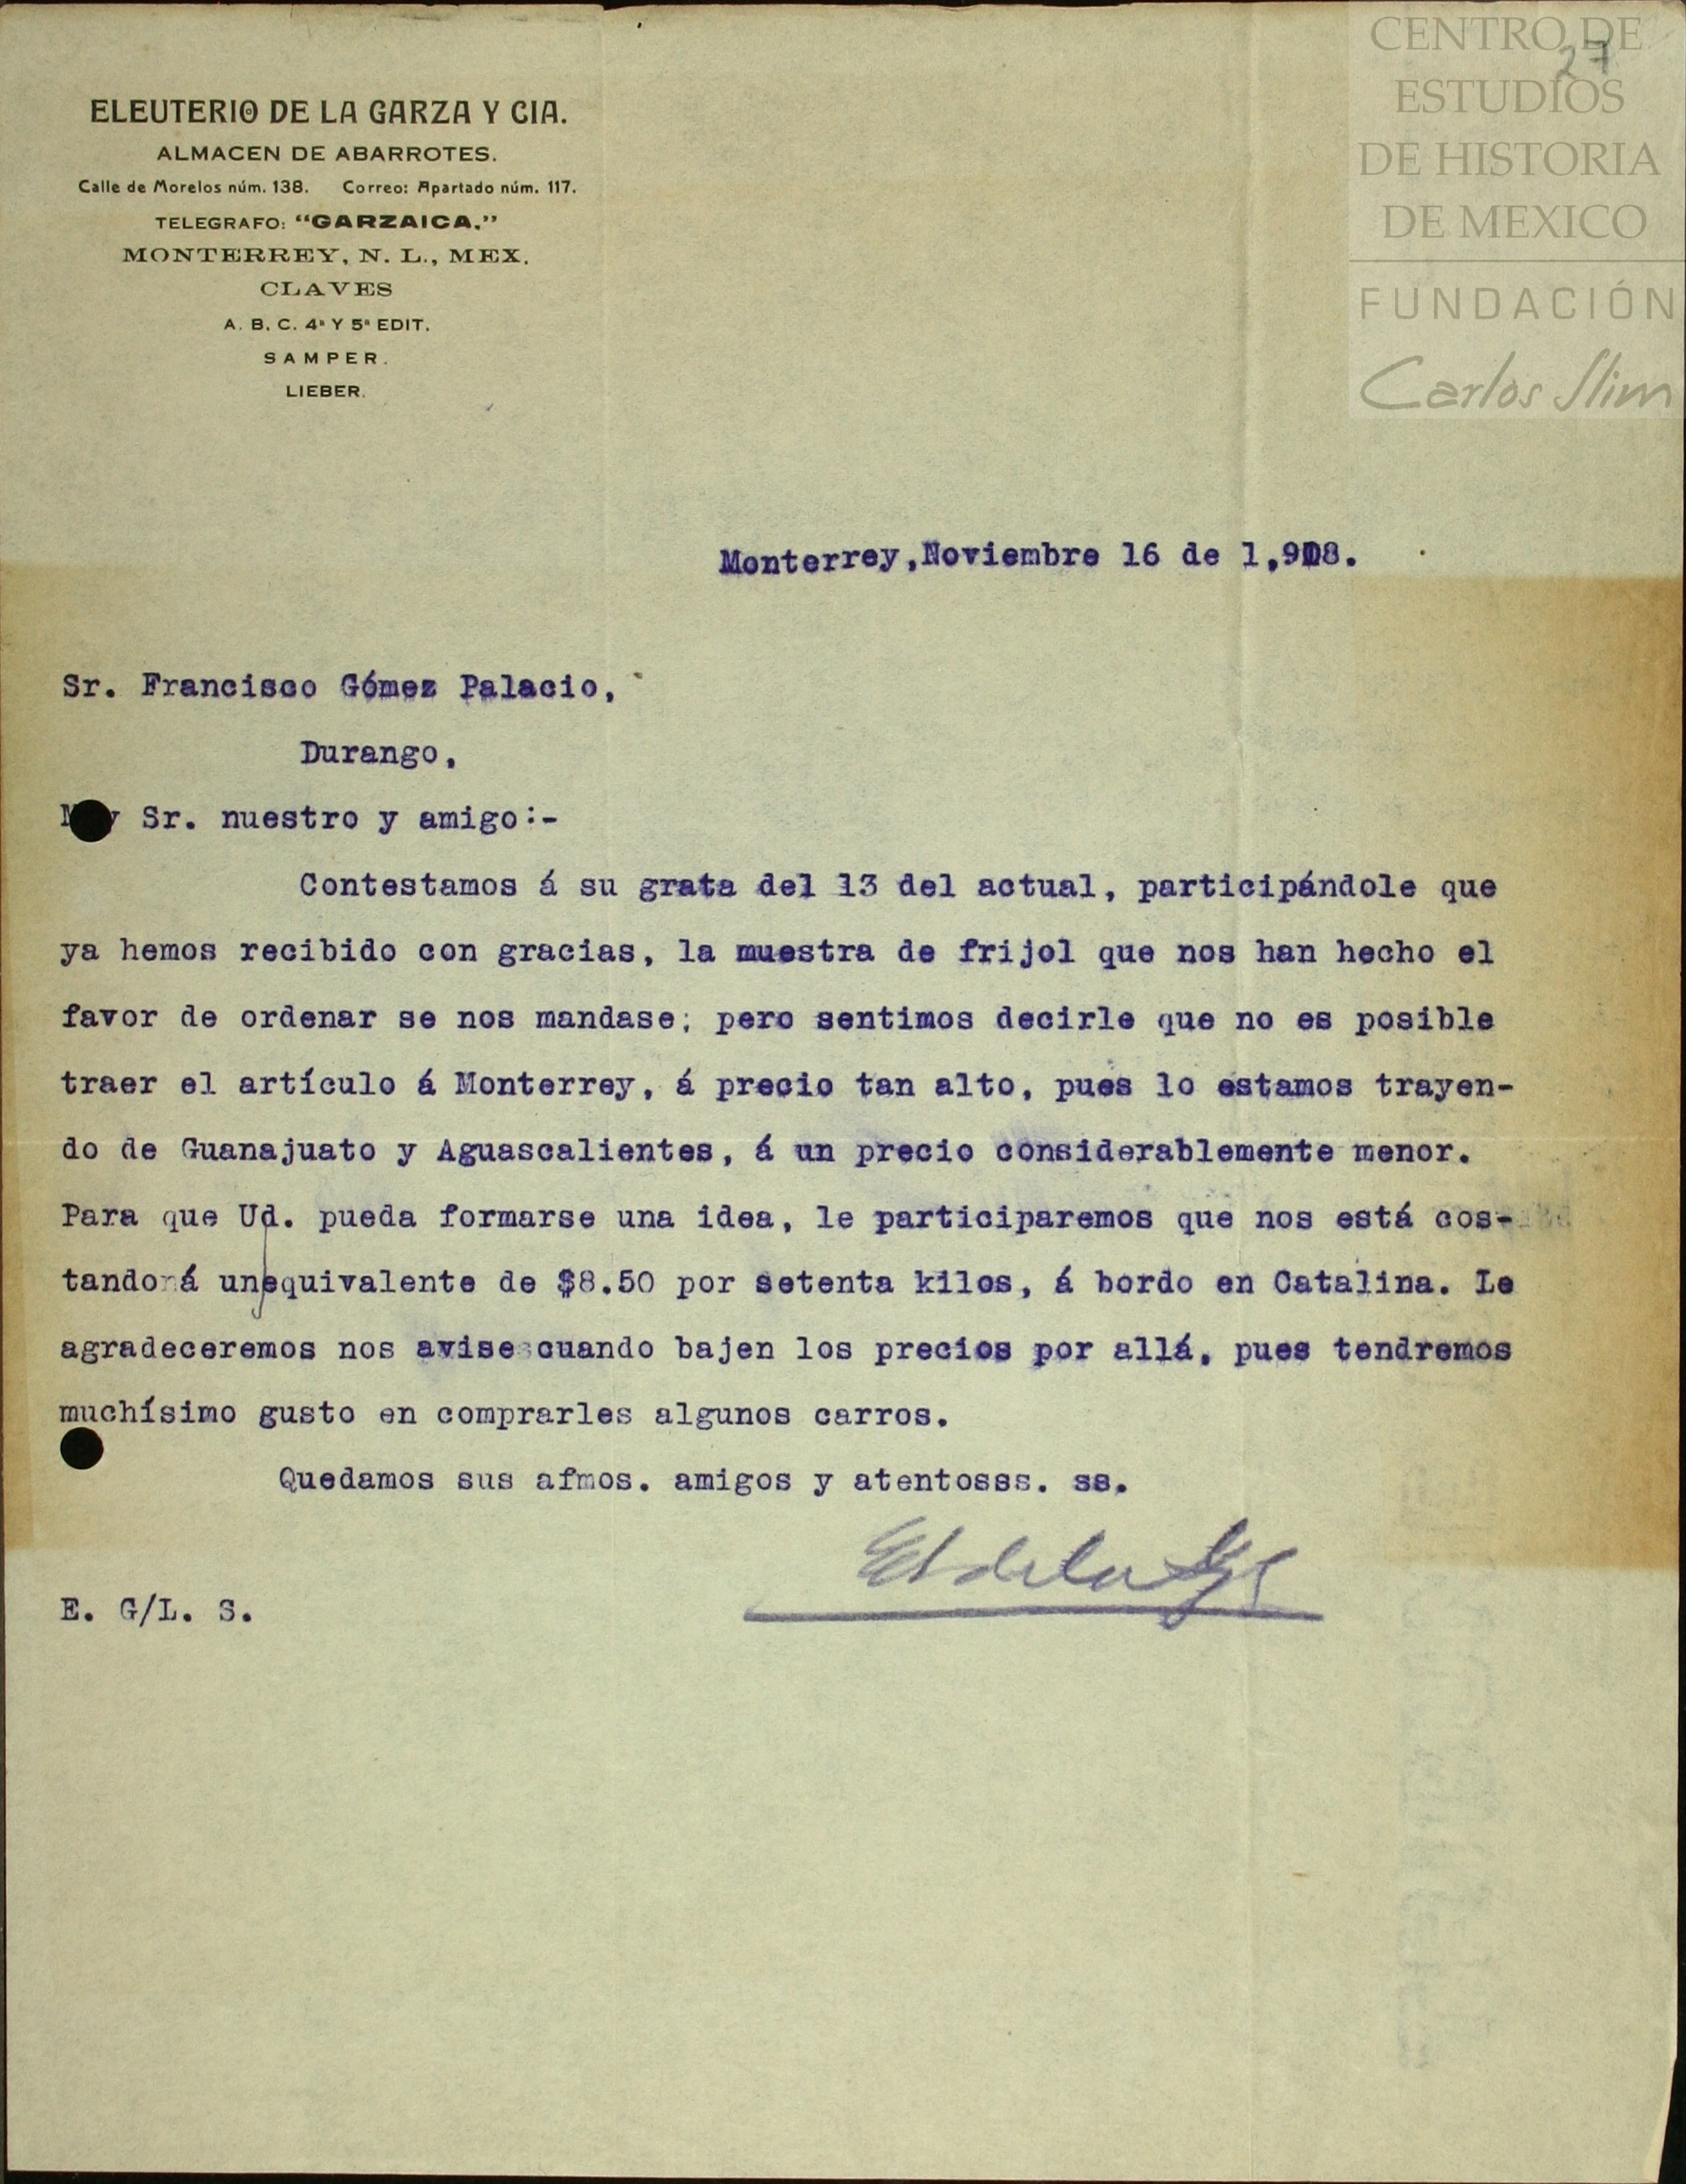 CENTRO DE
ESTUDIOS
DE HISTORIA
DE MEXICO
FUNDACIÓN
Carlos Slim
27
ELEUTERIO DE LA GARZA Y CIA.
ALMACEN DE ABARROTES.
Calle de Morelos núm. 138. Correo: Apartado núm. 117.
TELEGRAFO: "GARZAICA."
MONTERREY, N. L., MEX.
CLAVES
A. B. C. 4ª Y 5ª EDIT.
SAMPER.
LIEBER.
Monterrey,Noviembre 16 de 1,908.
Sr. Francisco Gómez Palacio,
Durango,
Muy Sr. nuestro y amigo:-
Contestamos á su grata del 13 del actual, participándole que
ya hemos recibido con gracias, la muestra de frijol que nos han hecho el
favor de ordenar se nos mandase; pero sentimos decirle que no es posible
traer el artículo á Monterrey, á precio tan alto, pues lo estamos trayen-
do de Guanajuato y Aguascalientes, á un precio considerablemente menor.
Para que Ud. pueda formarse una idea, le participaremos que nos está cos-
tando á un equivalente de $8.50 por setenta kilos, á bordo en Catalina. Le
agradeceremos nos avise cuando bajen los precios por allá, pues tendremos
muchísimo gusto en comprarles algunos carros.
Quedamos sus afmos. amigos y atentosss. ss.
E. G/L. S.